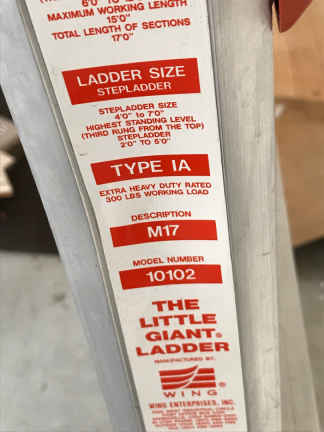 6'0" TO
MAXIMUM WORKING LENGTH
15'0"
TOTAL LENGTH OF SECTIONS
17'0"
LADDER SIZE
STEPLADDER
STEPLADDER SIZE
4'0" to 7'0"
HIGHEST STANDING LEVEL
(THIRD RUNG FROM THE TOP)
STEPLADDER
2'0" TO 5'0"
TYPE IA
EXTRA HEAVY DUTY RATED
300 LBS WORKING LOAD
DESCRIPTION
M17
MODEL NUMBER
10102
THE
LITTLE
GIANT®
LADDER
MANUFACTURED BY:
WING®
WING ENTERPRISES, INC.